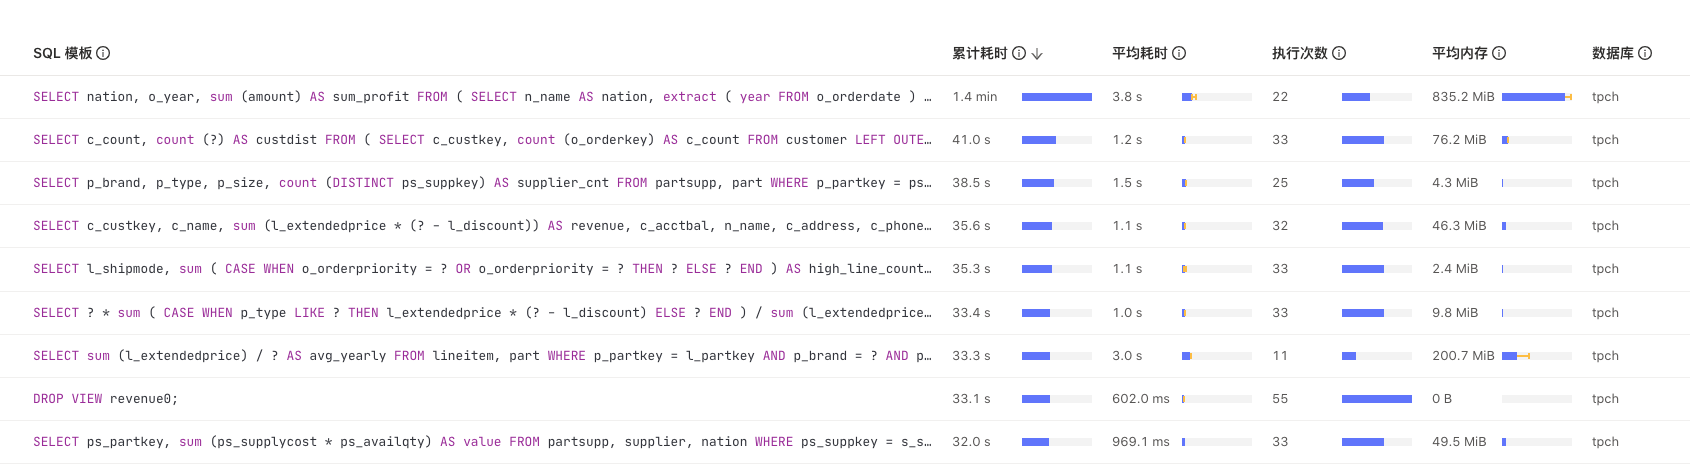 SQL 模板 累计耗时 平均耗时 执行次数 平均内存 数据库
SELECT nation, o_year, sum (amount) AS sum_profit FROM ( SELECT n_name AS nation, extract ( year FROM o_orderdate ) … 1.4 min 3.8 s 22 835.2 MiB tpch
SELECT c_count, count (?) AS custdist FROM ( SELECT c_custkey, count (o_orderkey) AS c_count FROM customer LEFT OUTE… 41.0 s 1.2 s 33 76.2 MiB tpch
SELECT p_brand, p_type, p_size, count (DISTINCT ps_suppkey) AS supplier_cnt FROM partsupp, part WHERE p_partkey = ps… 38.5 s 1.5 s 25 4.3 MiB tpch
SELECT c_custkey, c_name, sum (l_extendedprice * (? - l_discount)) AS revenue, c_acctbal, n_name, c_address, c_phone… 35.6 s 1.1 s 32 46.3 MiB tpch
SELECT l_shipmode, sum ( CASE WHEN o_orderpriority = ? OR o_orderpriority = ? THEN ? ELSE ? END ) AS high_line_count… 35.3 s 1.1 s 33 2.4 MiB tpch
SELECT ? * sum ( CASE WHEN p_type LIKE ? THEN l_extendedprice * (? - l_discount) ELSE ? END ) / sum (l_extendedprice… 33.4 s 1.0 s 33 9.8 MiB tpch
SELECT sum (l_extendedprice) / ? AS avg_yearly FROM lineitem, part WHERE p_partkey = l_partkey AND p_brand = ? AND p… 33.3 s 3.0 s 11 200.7 MiB tpch
DROP VIEW revenue0; 33.1 s 602.0 ms 55 0 B tpch
SELECT ps_partkey, sum (ps_supplycost * ps_availqty) AS value FROM partsupp, supplier, nation WHERE ps_suppkey = s_s… 32.0 s 969.1 ms 33 49.5 MiB tpch